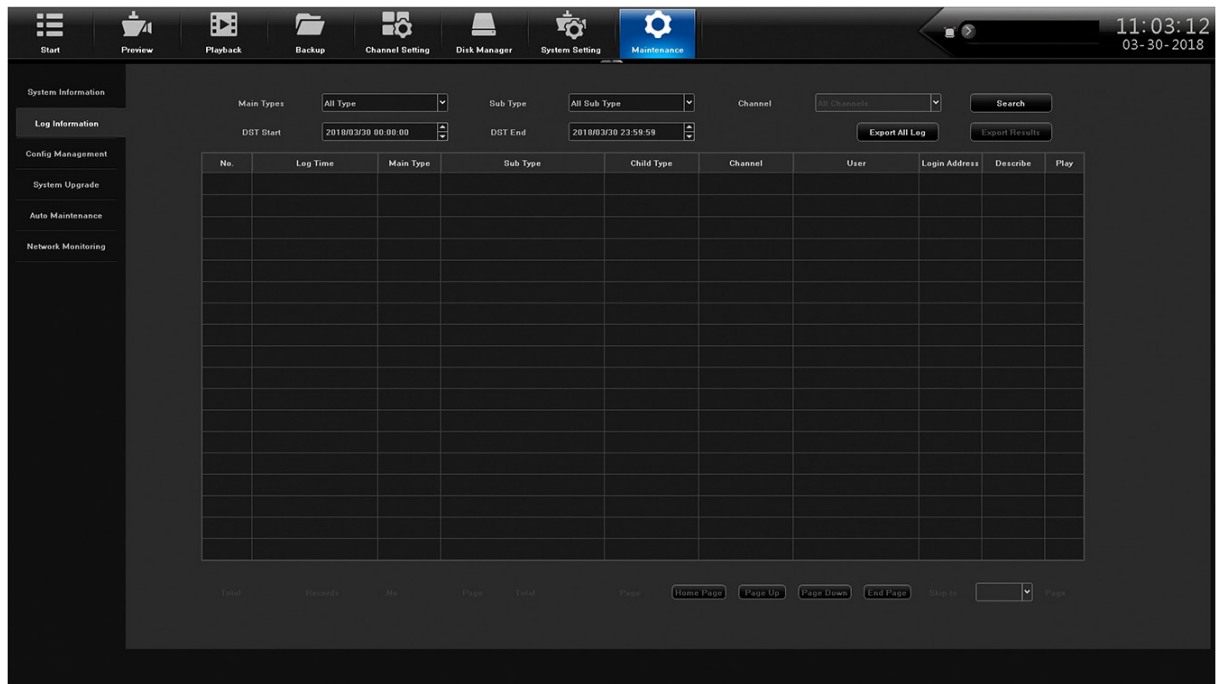 Start Preview Playback Backup Channel Setting Disk Manager System Setting Maintenance
11:03:12
03-30-2018
System Information
Log Information
Config Management
System Upgrade
Auto Maintenance
Network Monitoring
Main Types All Type Sub Type All Sub Type Channel All Channels Search
DST Start 2018/03/30 00:00:00 DST End 2018/03/30 23:59:59 Export All Log Export Results
No. Log Time Main Type Sub Type Child Type Channel User Login Address Describe Play
Total Records No Page Total Page Home Page Page Up Page Down End Page Skip to Page